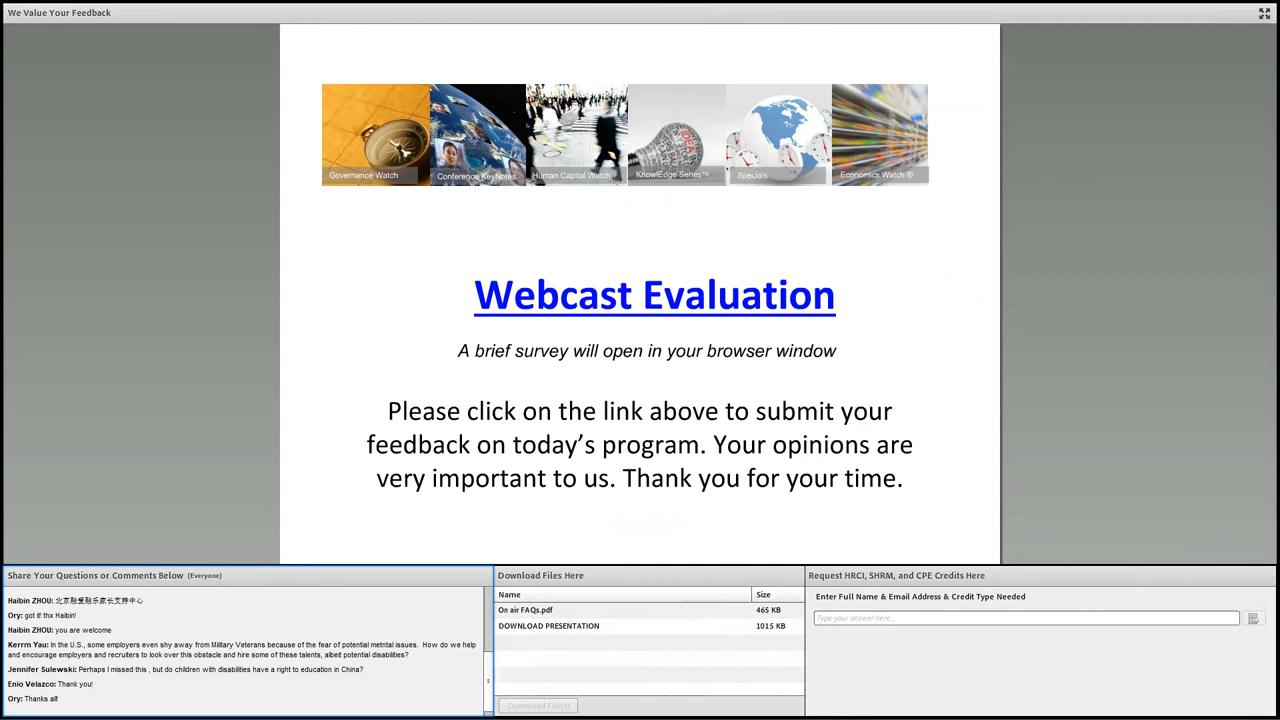 We Value Your Feedback
Governance Watch
Conference KeyNotes
Human Capital Watch
KnowlEdge Series™
Specials
Economics Watch ®
IDEA
Webcast Evaluation
A brief survey will open in your browser window
Please click on the link above to submit your
feedback on today's program. Your opinions are
very important to us. Thank you for your time.
Share Your Questions or Comments Below (Everyone)
Haibin ZHOU: 北京融爱融乐家长支持中心
Ory: got it! thx Haibin!
Haibin ZHOU: you are welcome
Kerrm Yau: In the U.S., some employers even shy away from Military Veterans because of the fear of potential metntal issues. How do we help
and encourage employers and recruiters to look over this obstacle and hire some of these talents, albeit potential disabilities?
Jennifer Sulewski: Perhaps I missed this , but do children with disabilities have a right to education in China?
Enio Velazco: Thank you!
Ory: Thanks all!
Download Files Here
Name Size
On air FAQs.pdf 465 KB
DOWNLOAD PRESENTATION 1015 KB
Download File(s)
Request HRCI, SHRM, and CPE Credits Here
Enter Full Name & Email Address & Credit Type Needed
Type your answer here...